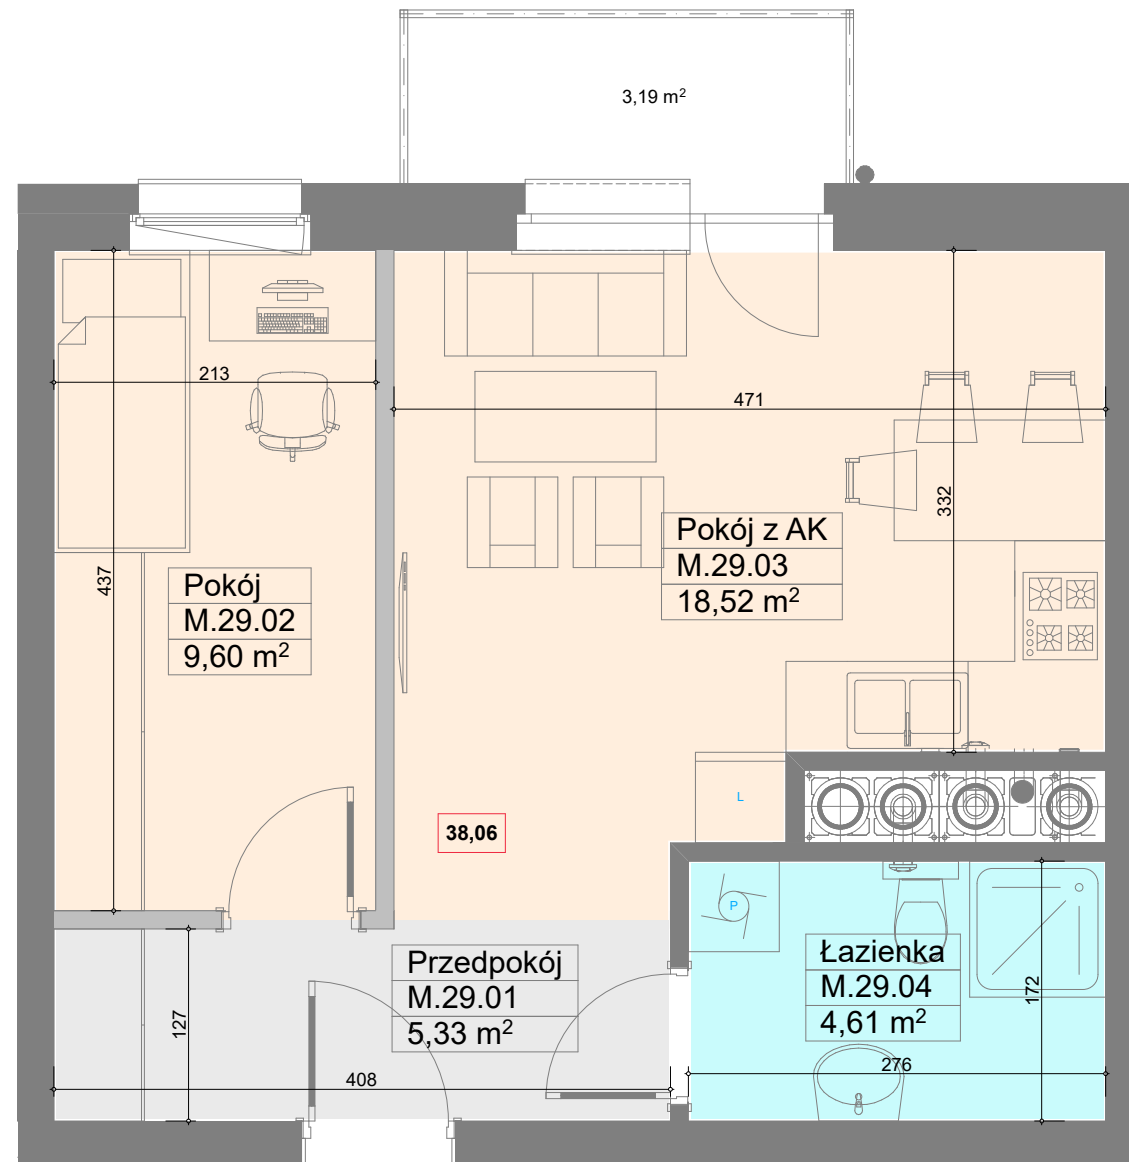 3,19 m²
213
471
332
437
Pokój z AK
M.29.03
18,52 m²
Pokój
M.29.02
9,60 m²
L
38,06
P
Przedpokój
M.29.01
5,33 m²
Łazienka
M.29.04
4,61 m²
172
127
408
276